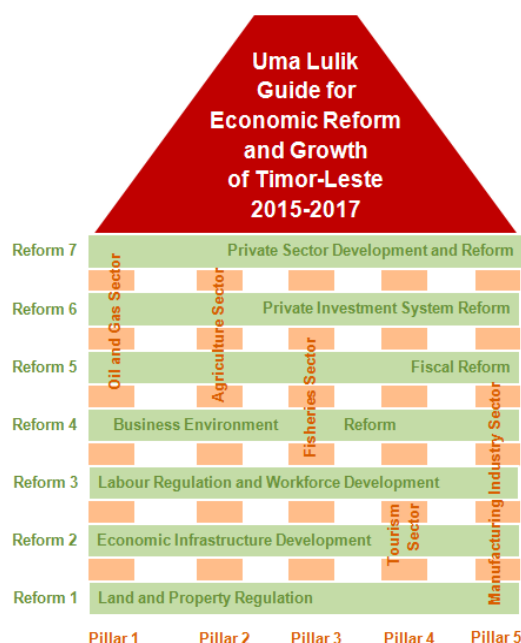 Uma Lulik
Guide for
Economic Reform
and Growth
of Timor-Leste
2015-2017
Reform 7
Private Sector Development and Reform
Reform 6
Private Investment System Reform
Reform 5
Fiscal Reform
Reform 4
Business Environment Reform
Reform 3
Labour Regulation and Workforce Development
Reform 2
Economic Infrastructure Development
Reform 1
Land and Property Regulation
Oil and Gas Sector
Agriculture Sector
Fisheries Sector
Tourism
Sector
Manufacturing Industry Sector
Pillar 1
Pillar 2
Pillar 3
Pillar 4
Pillar 5